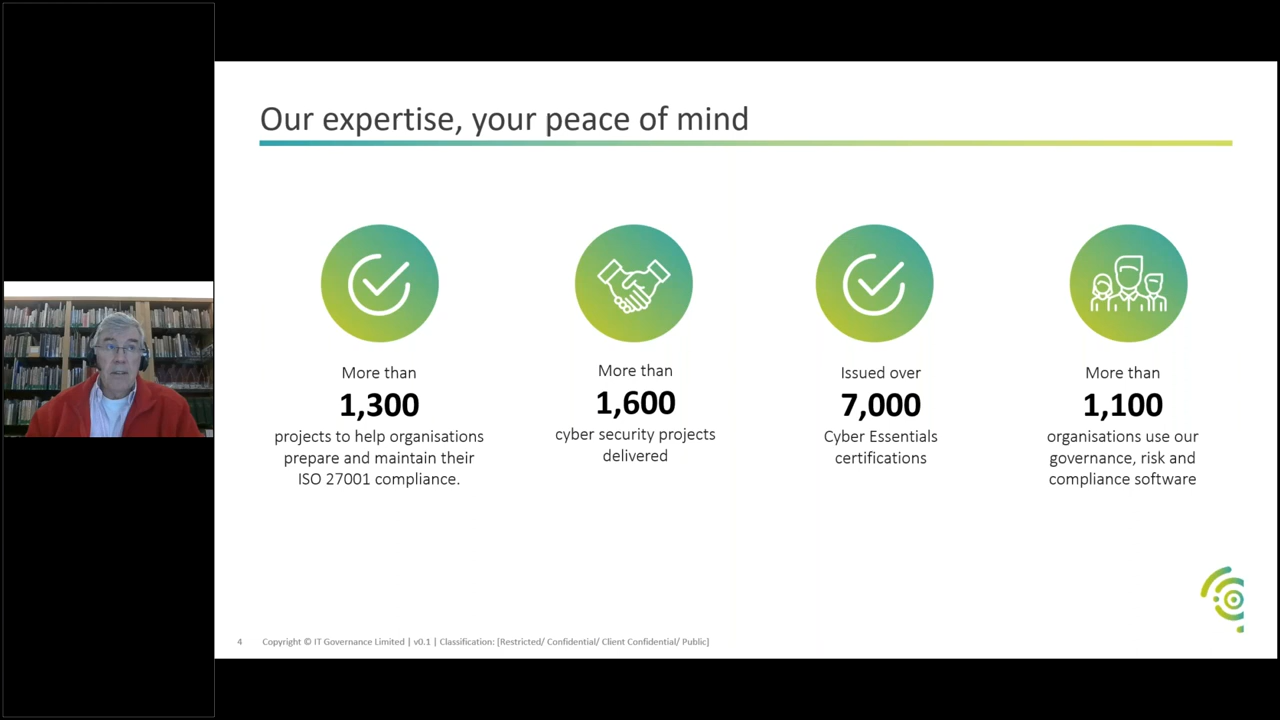 Our expertise, your peace of mind
More than
1,300
projects to help organisations
prepare and maintain their
ISO 27001 compliance.
More than
1,600
cyber security projects
delivered
Issued over
7,000
Cyber Essentials
certifications
More than
1,100
organisations use our
governance, risk and
compliance software
4 Copyright © IT Governance Limited | v0.1 | Classification: [Restricted/ Confidential/ Client Confidential/ Public]